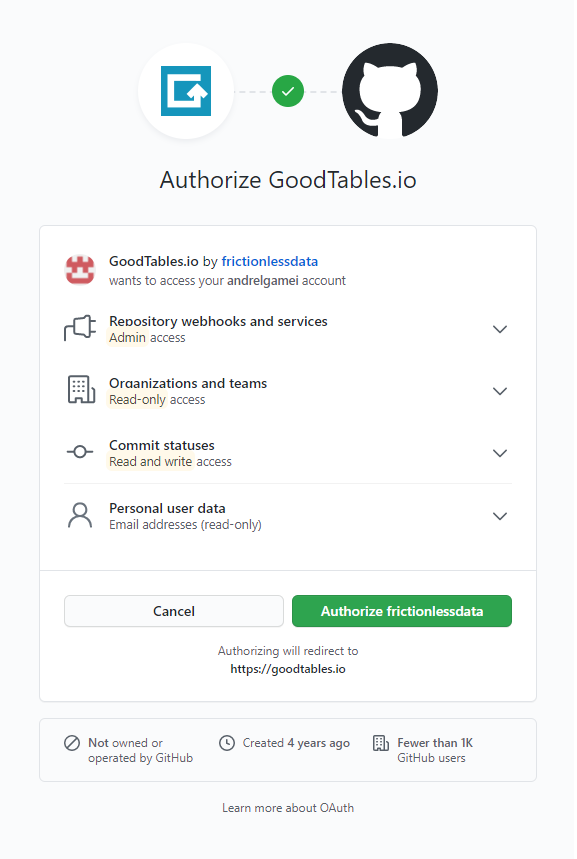 Authorize GoodTables.io
GoodTables.io by frictionlessdata
wants to access your andrelgamei account
Repository webhooks and services
Admin access
Organizations and teams
Read-only access
Commit statuses
Read and write access
Personal user data
Email addresses (read-only)
Cancel
Authorize frictionlessdata
Authorizing will redirect to
https://goodtables.io
Not owned or
operated by GitHub
Created 4 years ago
Fewer than 1K
GitHub users
Learn more about OAuth